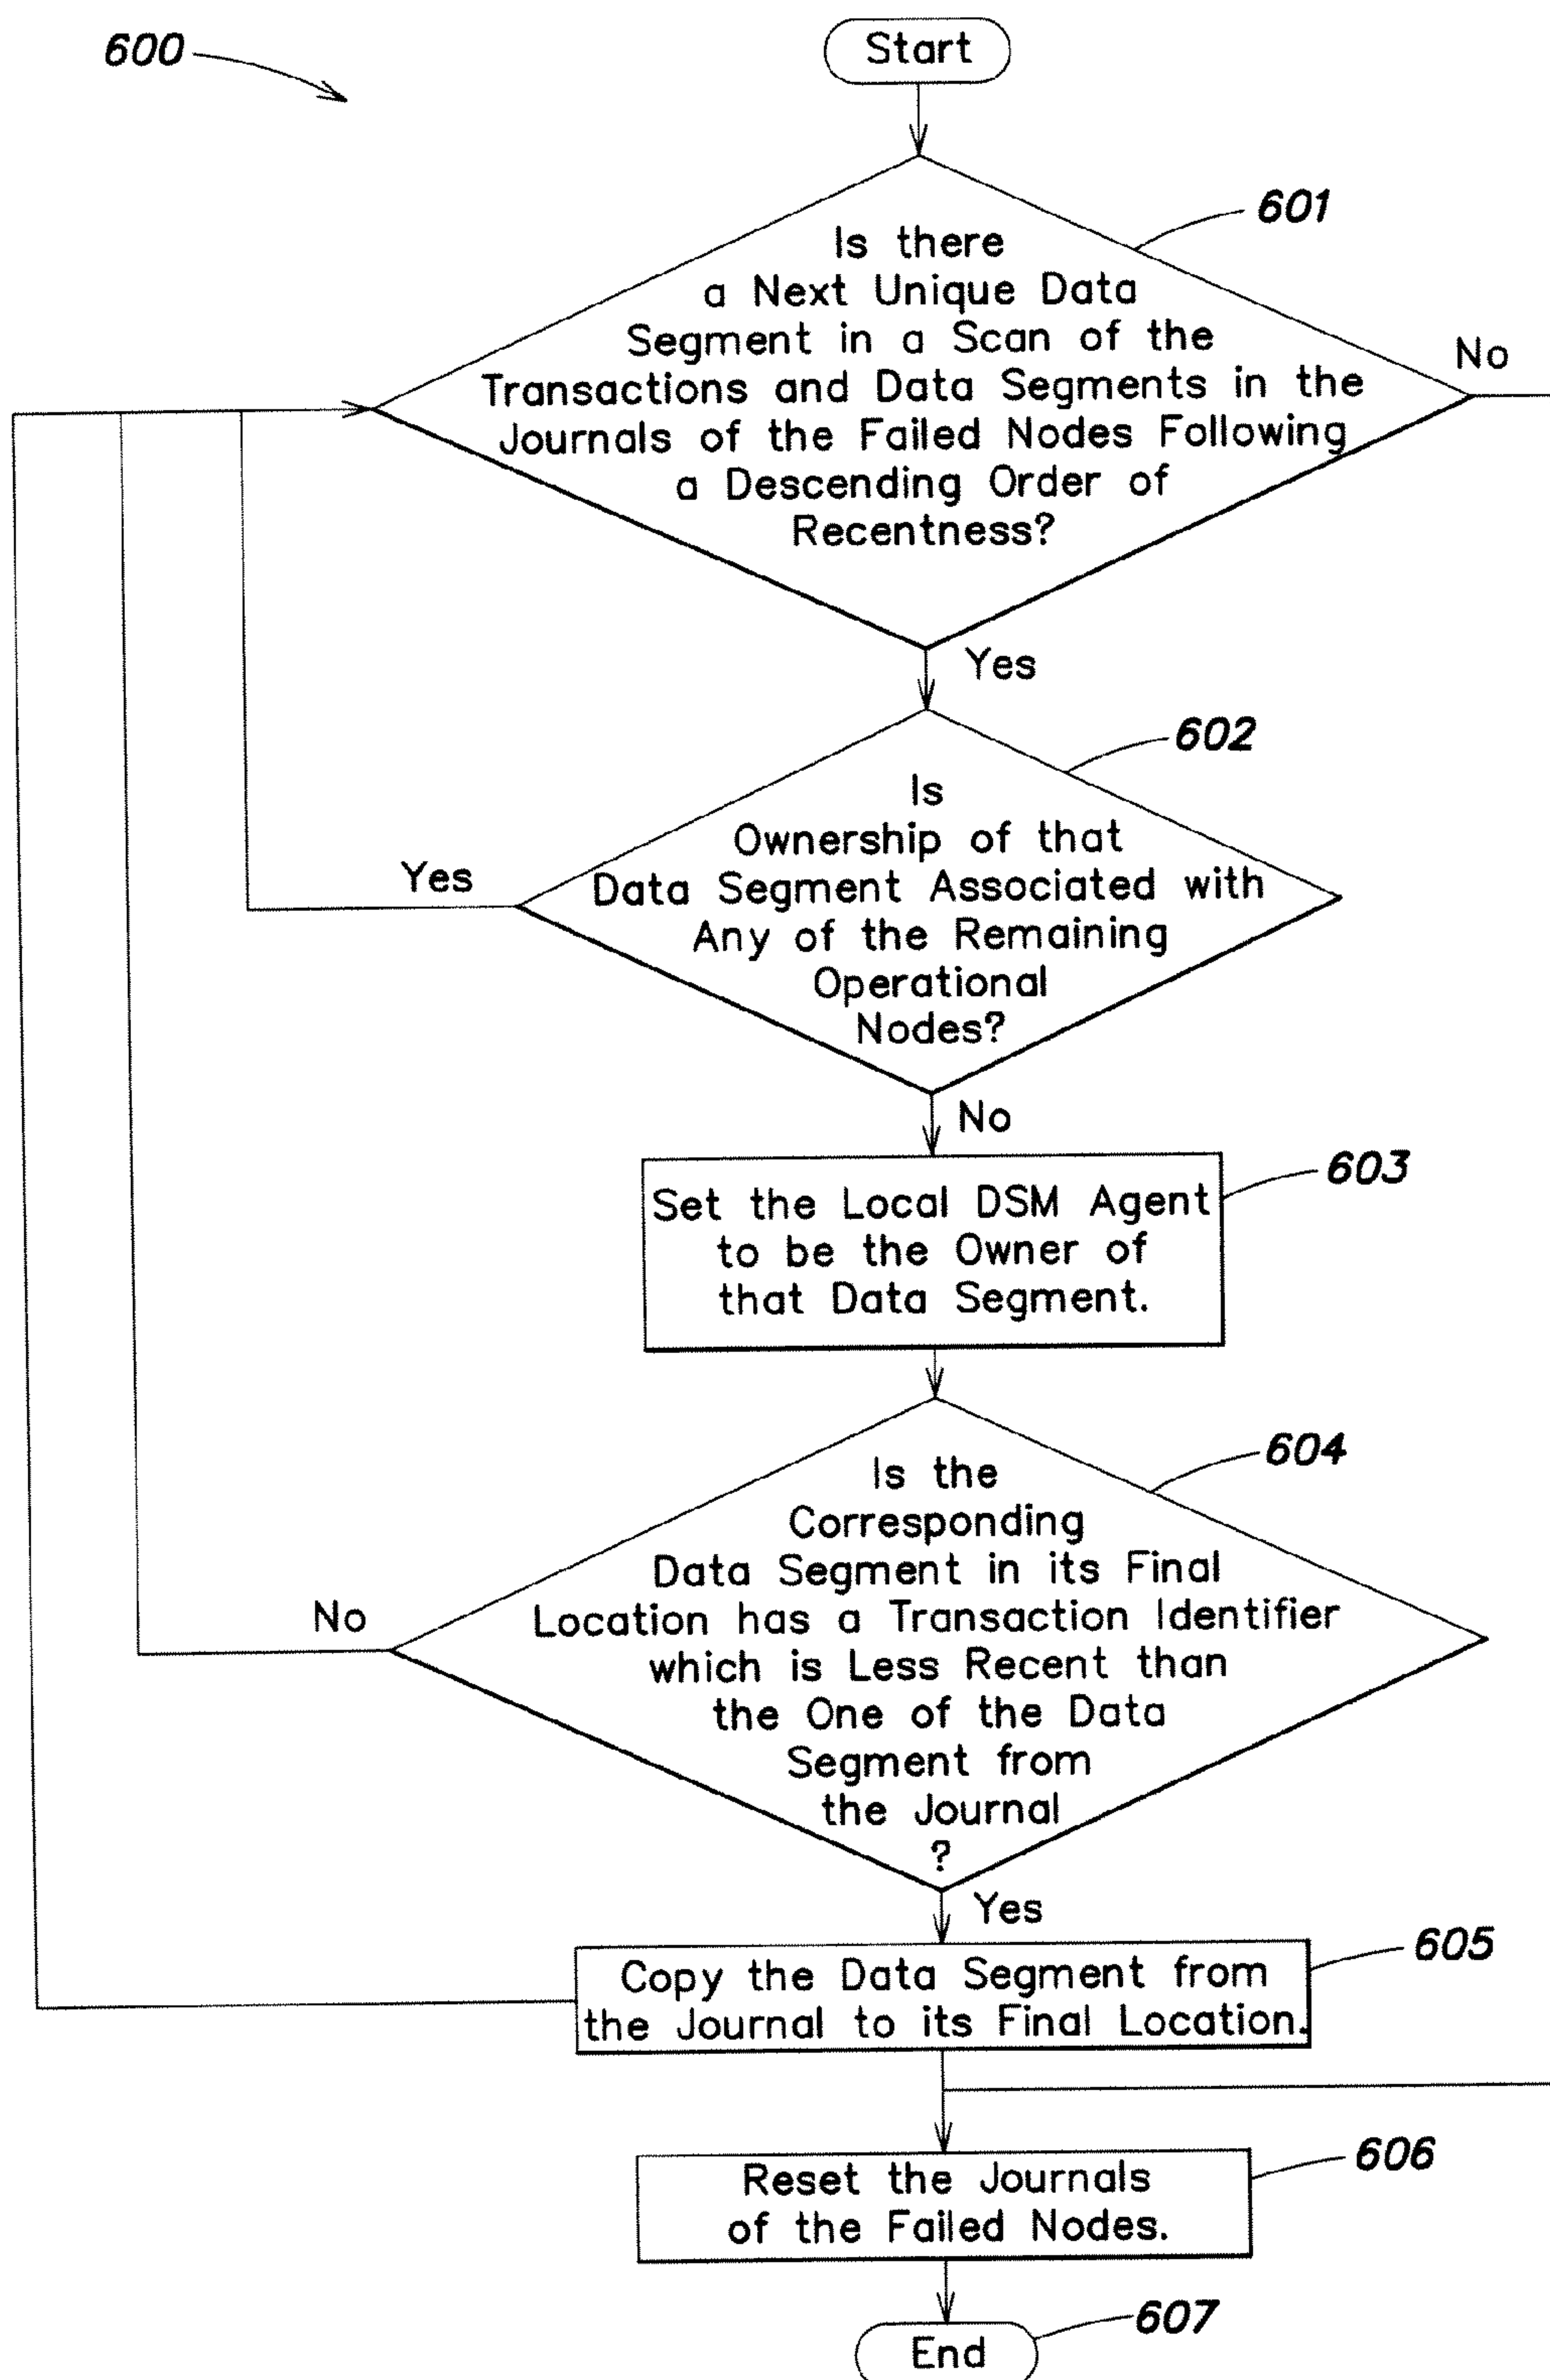 600
Start
601
Is there
a Next Unique Data
Segment in a Scan of the
Transactions and Data Segments in the
Journals of the Failed Nodes Following
a Descending Order of
Recentness?
No
Yes
602
Is
Ownership of that
Data Segment Associated with
Any of the Remaining
Operational
Nodes?
Yes
No
603
Set the Local DSM Agent
to be the Owner of
that Data Segment.
604
Is the
Corresponding
Data Segment in its Final
Location has a Transaction Identifier
which is Less Recent than
the One of the Data
Segment from
the Journal
?
No
Yes
605
Copy the Data Segment from
the Journal to its Final Location.
606
Reset the Journals
of the Failed Nodes.
607
End